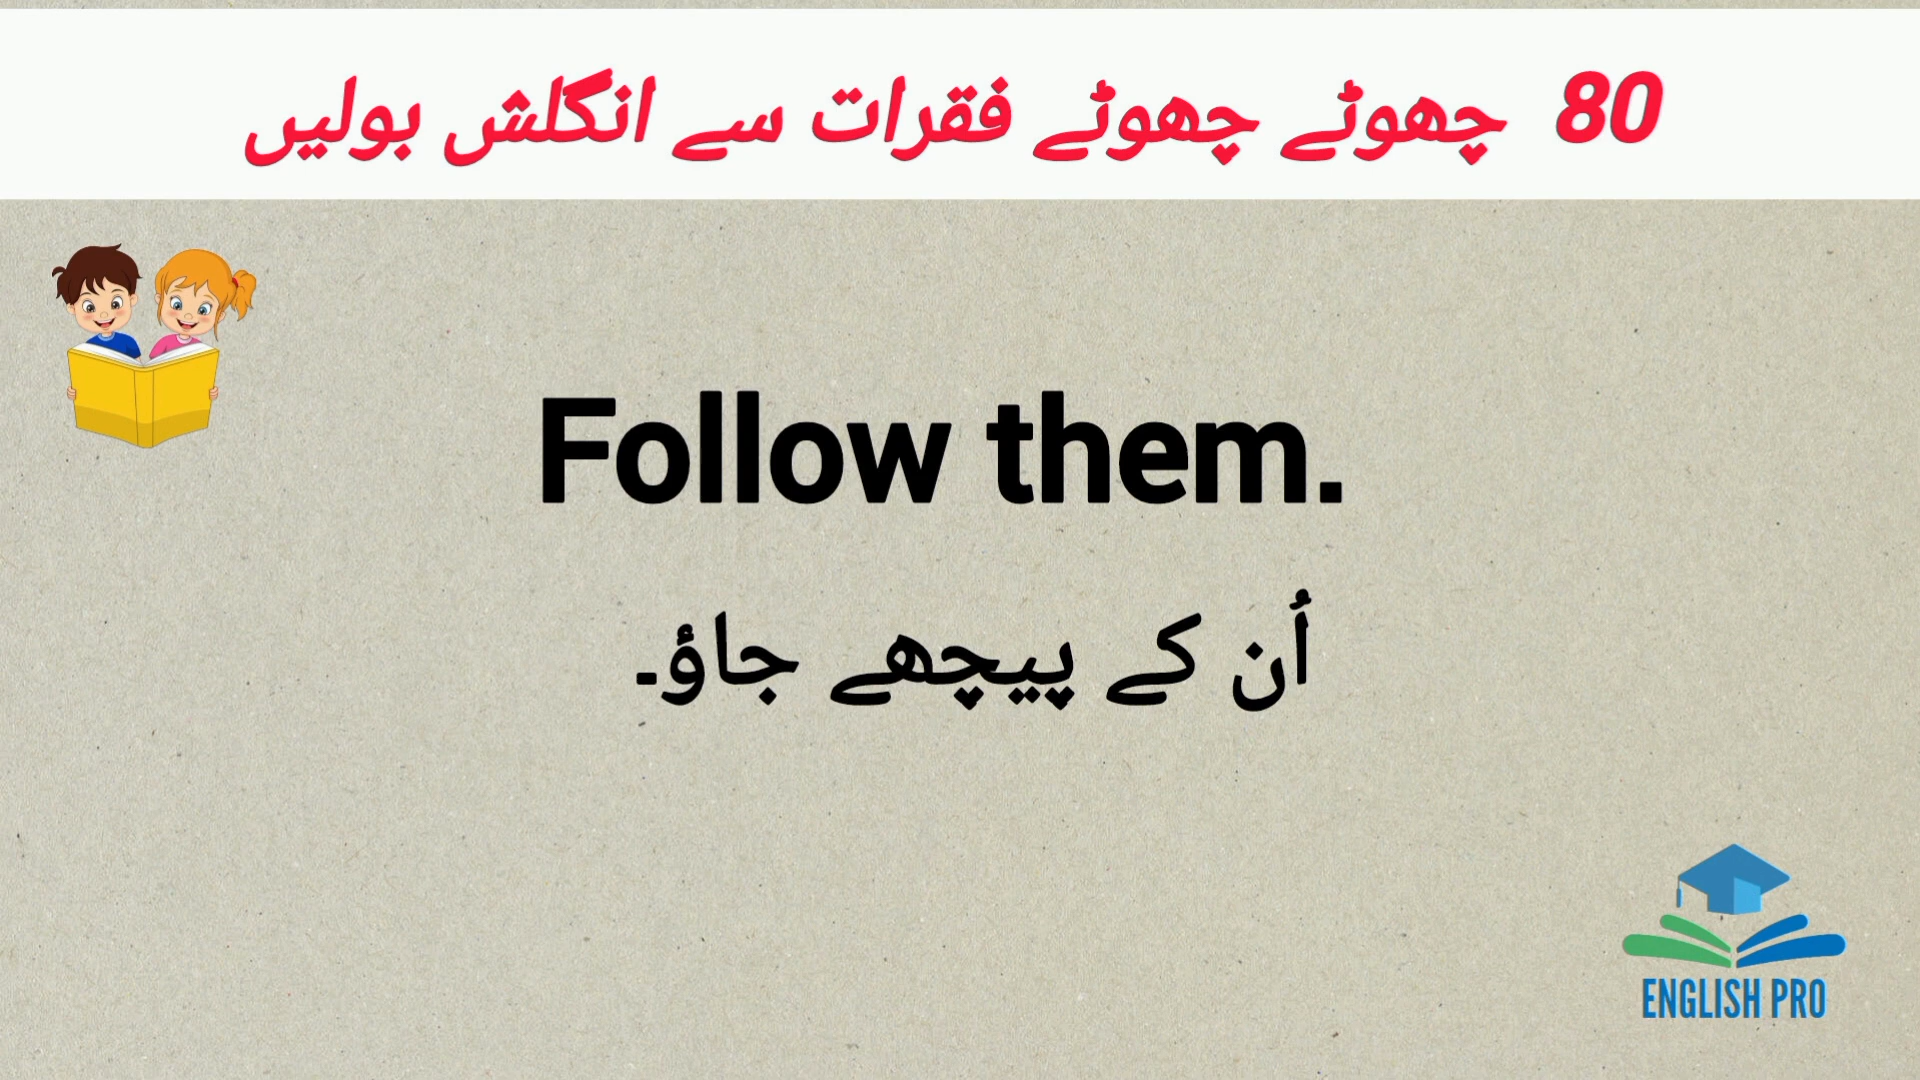 80 چھوٹے چھوٹے فقرات سے انگلش بولیں
Follow them.
اُن کے پیچھے جاؤ۔
ENGLISH PRO